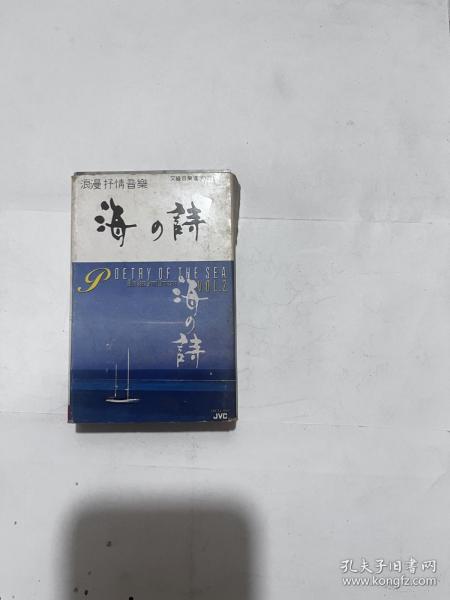 浪漫抒情音樂
海の詩
POETRY OF THE SEA
VOL.2
海の詩
JVC
孔夫子旧书网
www.kongfz.com